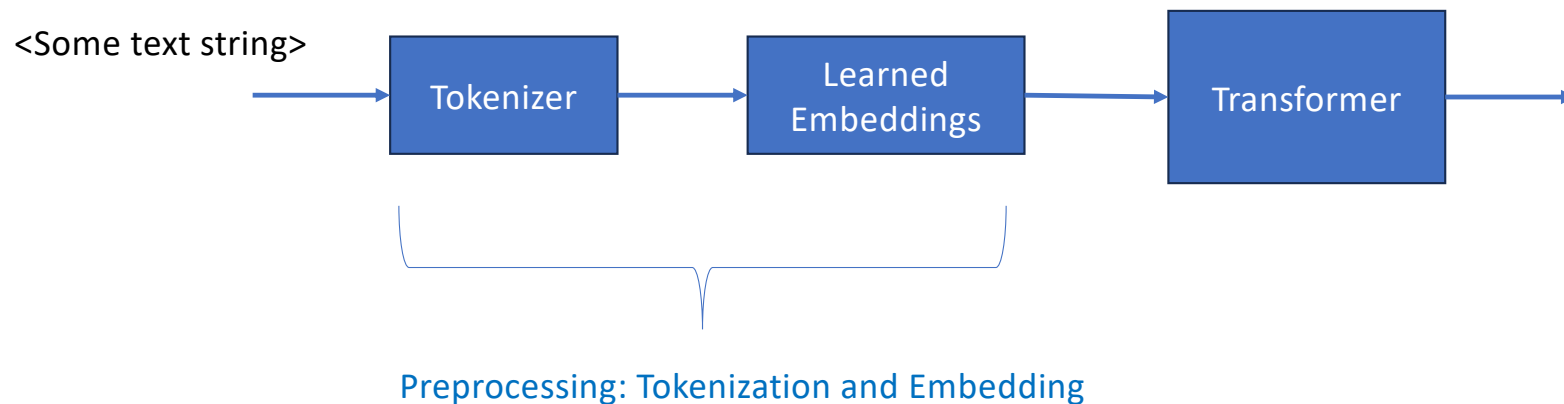 <Some text string>
Tokenizer
Learned
Embeddings
Transformer
Preprocessing: Tokenization and Embedding